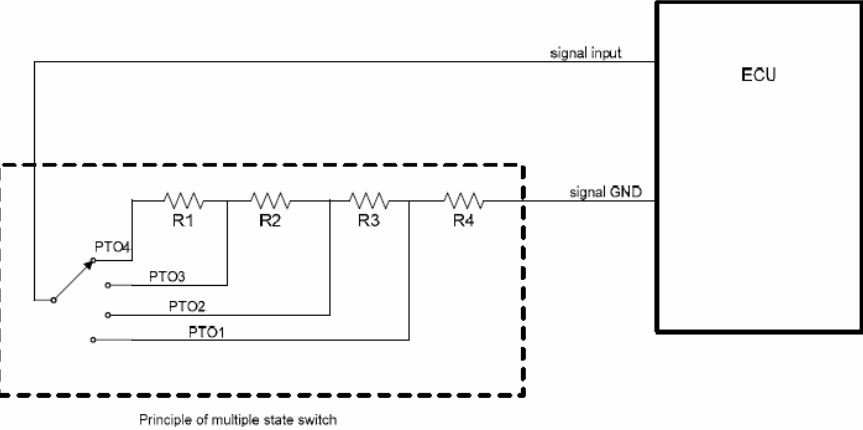 signal input
ECU
signal GND
R1 R2 R3 R4
PTO4
PTO3
PTO2
PTO1
Principle of multiple state switch